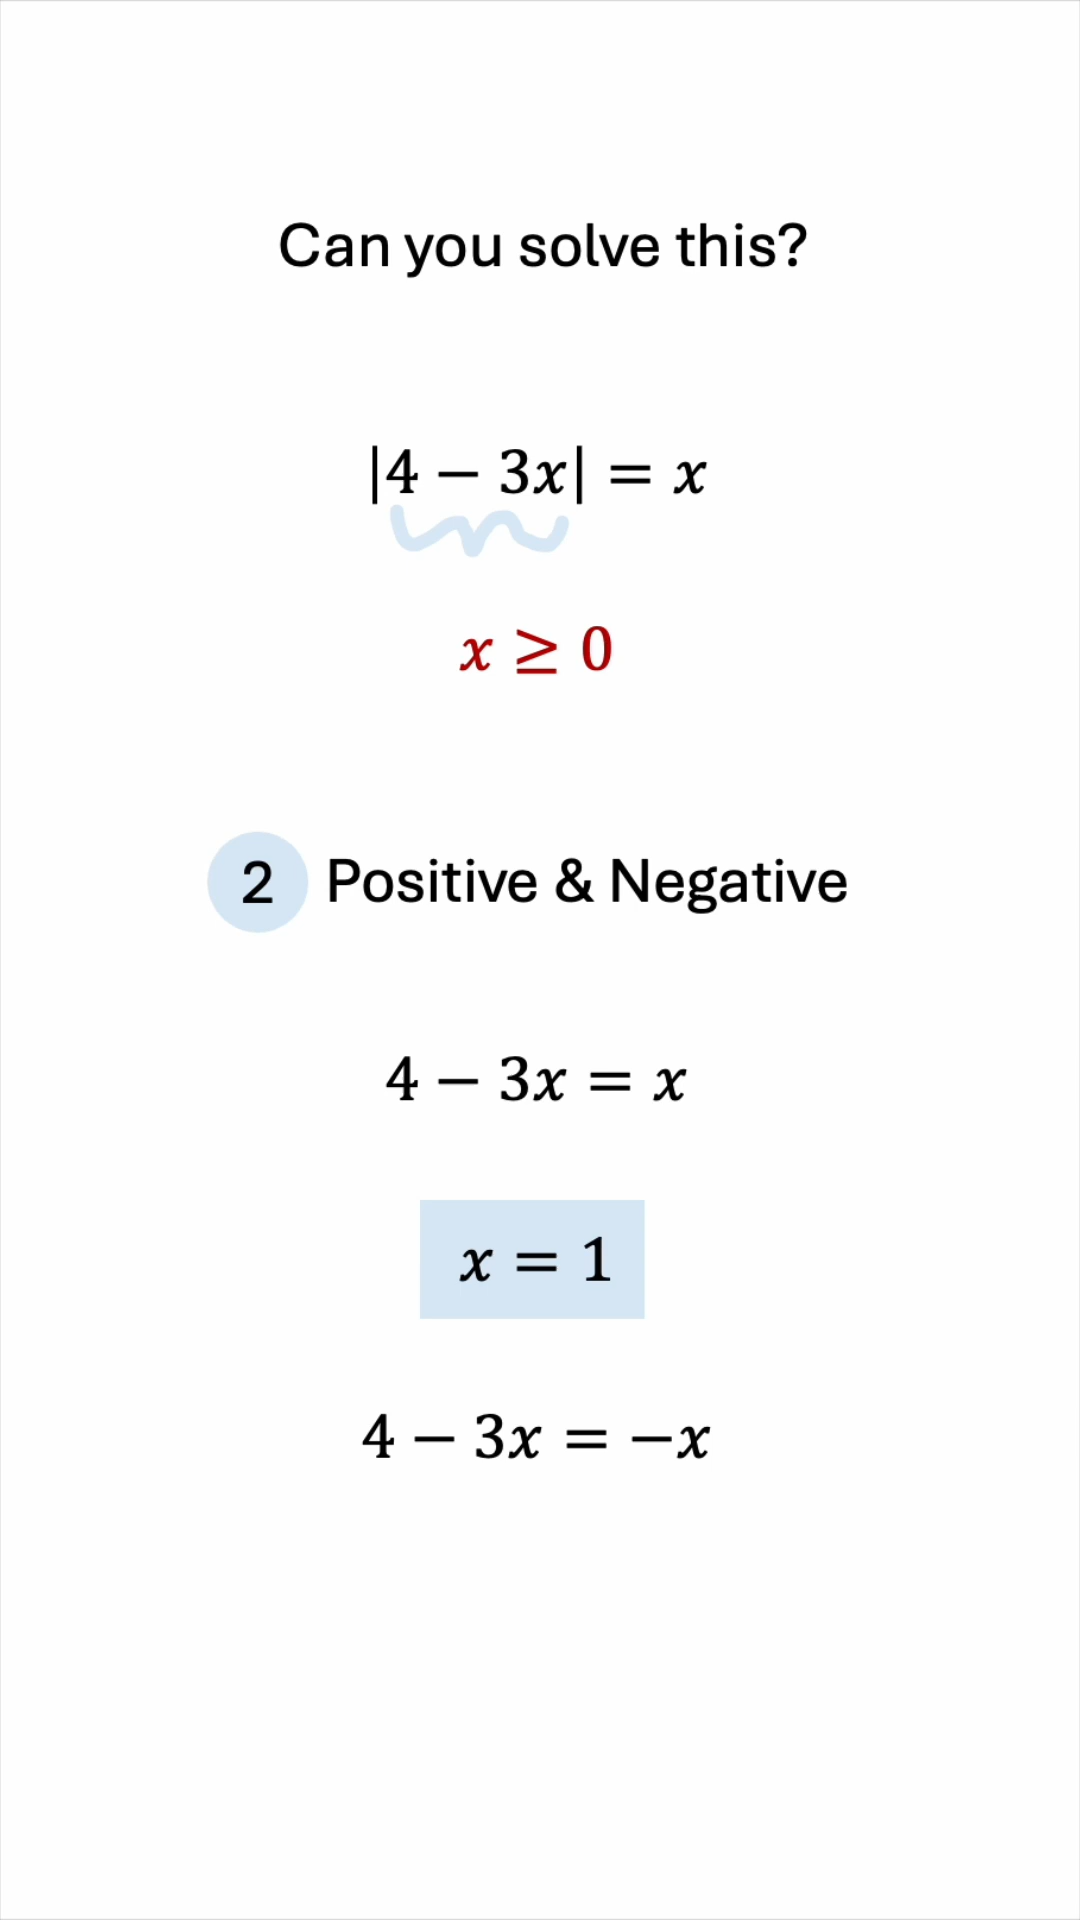 Can you solve this?
|4 − 3x| = x
x ≥ 0
2 Positive & Negative
4 − 3x = x
x = 1
4 − 3x = −x